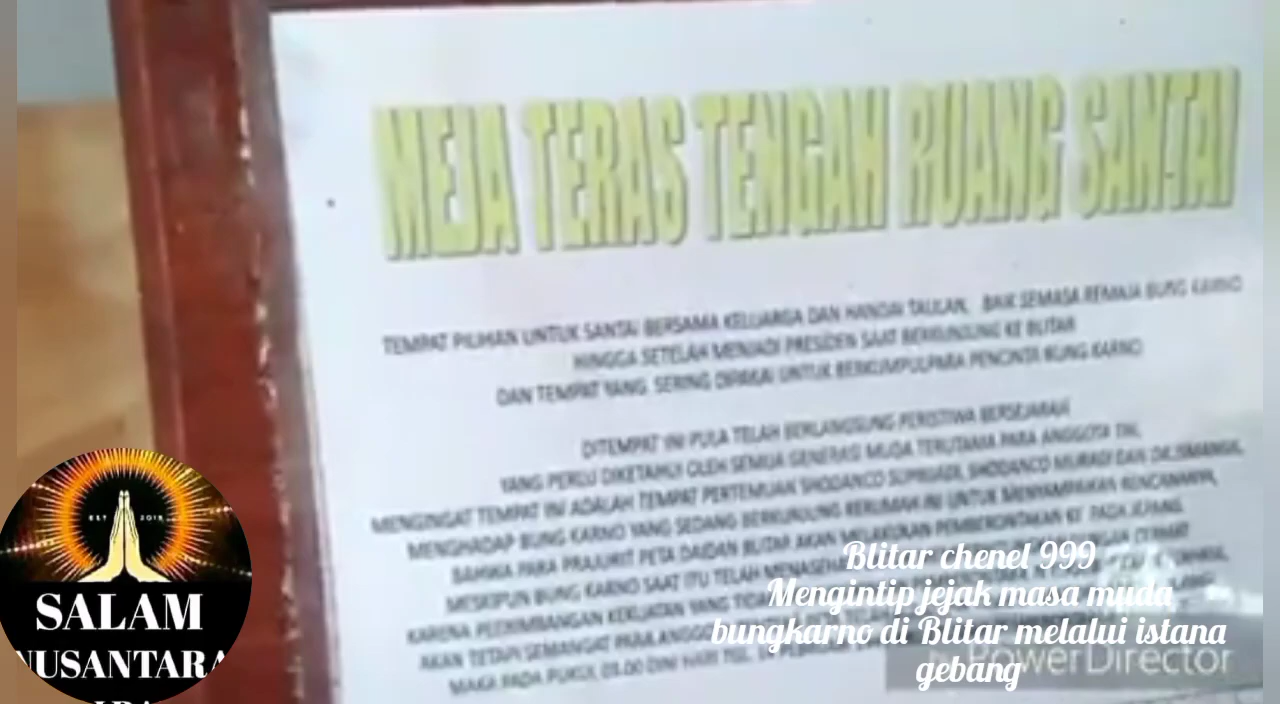 MEJA TERAS TENGAH RUANG SANTAI
TEMPAT PILIHAN UNTUK SANTAI BERSAMA KELUARGA DAN HANDAI TAULAN, BAIK SEMASA REMAJA BUNG KARNO
HINGGA SETELAH MENJADI PRESIDEN SAAT BERKUNJUNG KE BLITAR
DAN TEMPAT YANG SERING DIPAKAI UNTUK BERKUMPULPARA PENCINTA BUNG KARNO
DITEMPAT INI PULA TELAH BERLANGSUNG PERISTIWA BERSEJARAH
YANG PERLU DIKETAHUI OLEH SEMUA GENERASI MUDA TERUTAMA PARA ANGGOTA TNI,
MENGINGAT TEMPAT INI ADALAH TEMPAT PERTEMUAN SHODANCO SUPRIJADI, SHODANCO MURADI DAN DR.ISMANGIL,
MENGHADAP BUNG KARNO YANG SEDANG BERKUNJUNG KERUMAH INI UNTUK MENYAMPAIKAN RENCANANYA,
BAHWA PARA PRAJURIT PETA DAIDAN BLITAR AKAN MELAKUKAN PEMBERONTAKAN KE PADA JEPANG
MESKIPUN BUNG KARNO SAAT ITU TELAH
KARENA PERTIMBANGAN KEKUATAN YANG
AKAN TETAPI SEMANGAT PARA
MAKA PADA PUKUL 03.00 DINI HARI TGL.
EST 2019
SALAM
NUSANTARA
Blitar chenel 999
Mengintip jejak masa muda
bungkarno di Blitar melalui istana
gebang
PowerDirector